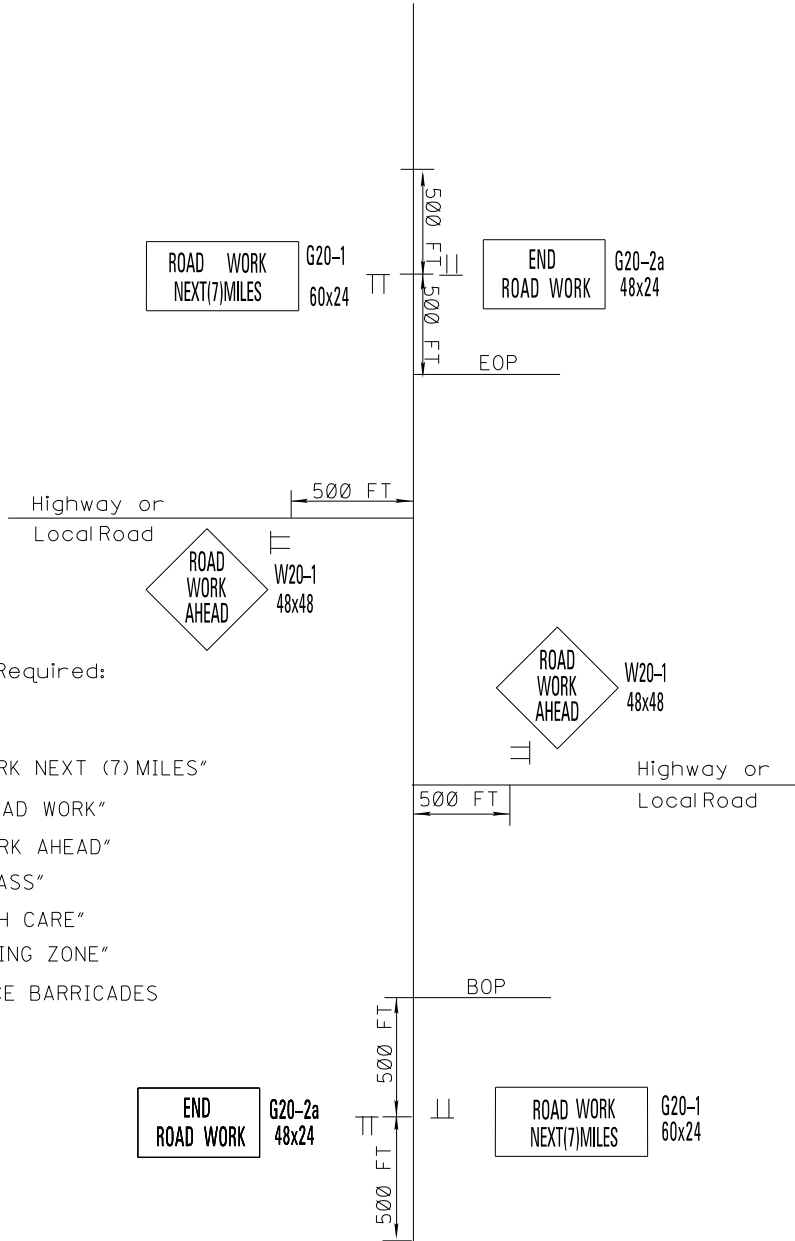 500 FT
ROAD WORK
NEXT(7)MILES
G20-1
60x24
END
ROAD WORK
G20-2a
48x24
500 FT
EOP
500 FT
Highway or
Local Road
ROAD
WORK
AHEAD
W20-1
48x48
Required:
ROAD
WORK
AHEAD
W20-1
48x48
RK NEXT (7) MILES"
AD WORK"
RK AHEAD"
ASS"
H CARE"
ING ZONE"
CE BARRICADES
Highway or
Local Road
500 FT
BOP
500 FT
END
ROAD WORK
G20-2a
48x24
ROAD WORK
NEXT(7)MILES
G20-1
60x24
500 FT